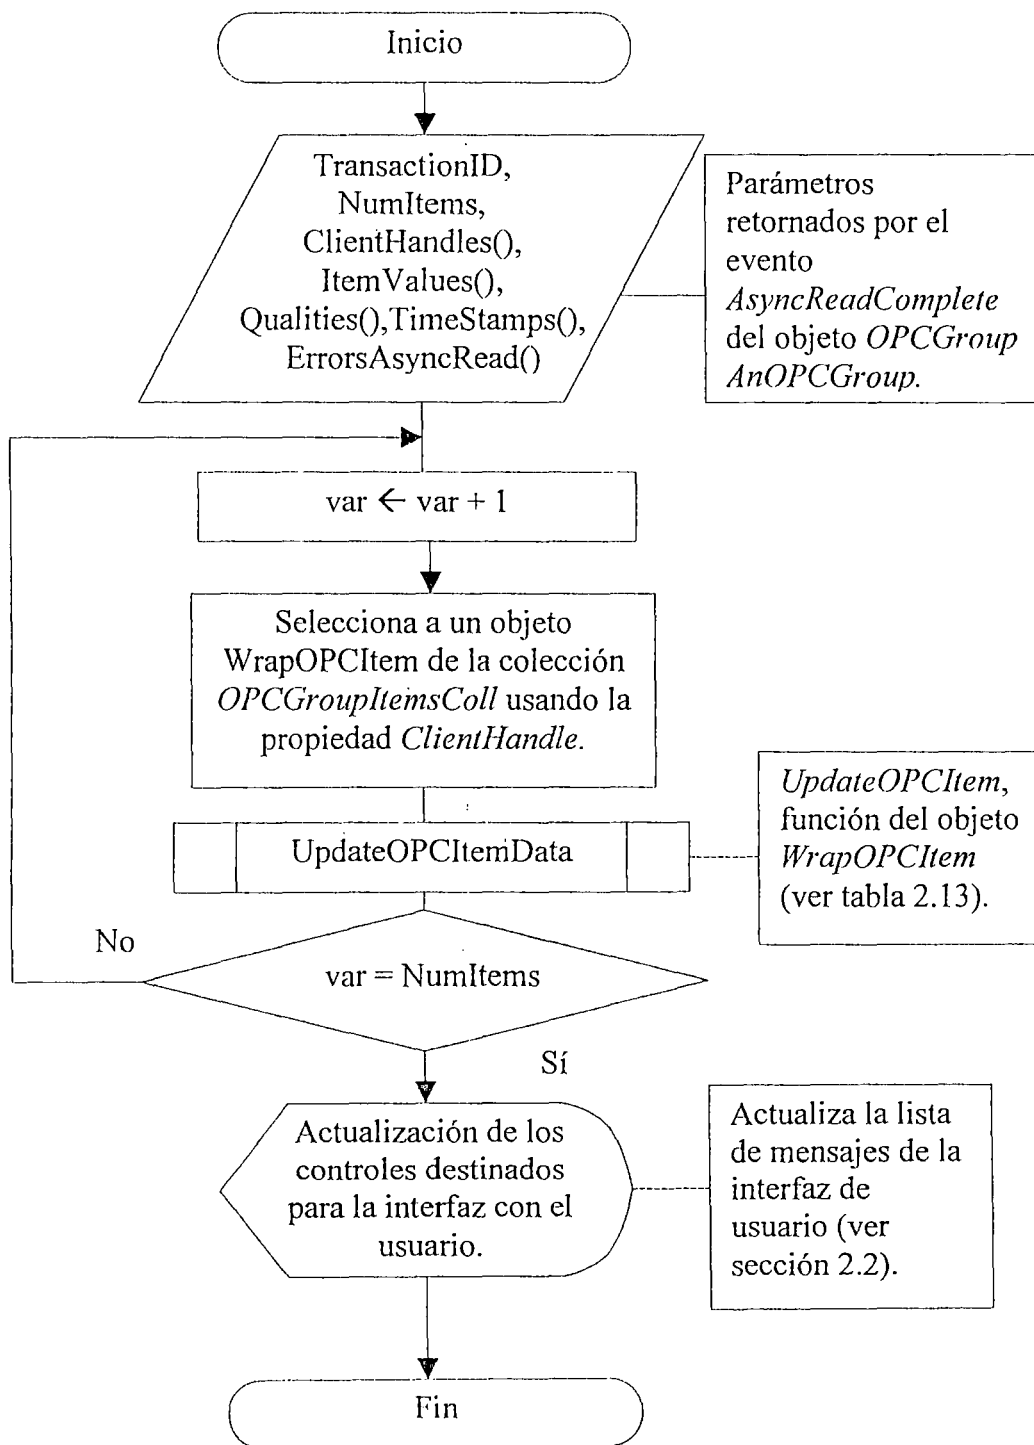 Inicio
TransactionID,
NumItems,
ClientHandles(),
ItemValues(),
Qualities(),TimeStamps(),
ErrorsAsyncRead()
Parámetros
retornados por el
evento
AsyncReadComplete
del objeto OPCGroup
AnOPCGroup.
var ← var + 1
Selecciona a un objeto
WrapOPCItem de la colección
OPCGroupItemsColl usando la
propiedad ClientHandle.
UpdateOPCItemData
UpdateOPCItem,
función del objeto
WrapOPCItem
(ver tabla 2.13).
No
var = NumItems
Sí
Actualización de los
controles destinados
para la interfaz con el
usuario.
Actualiza la lista
de mensajes de la
interfaz de
usuario (ver
sección 2.2).
Fin